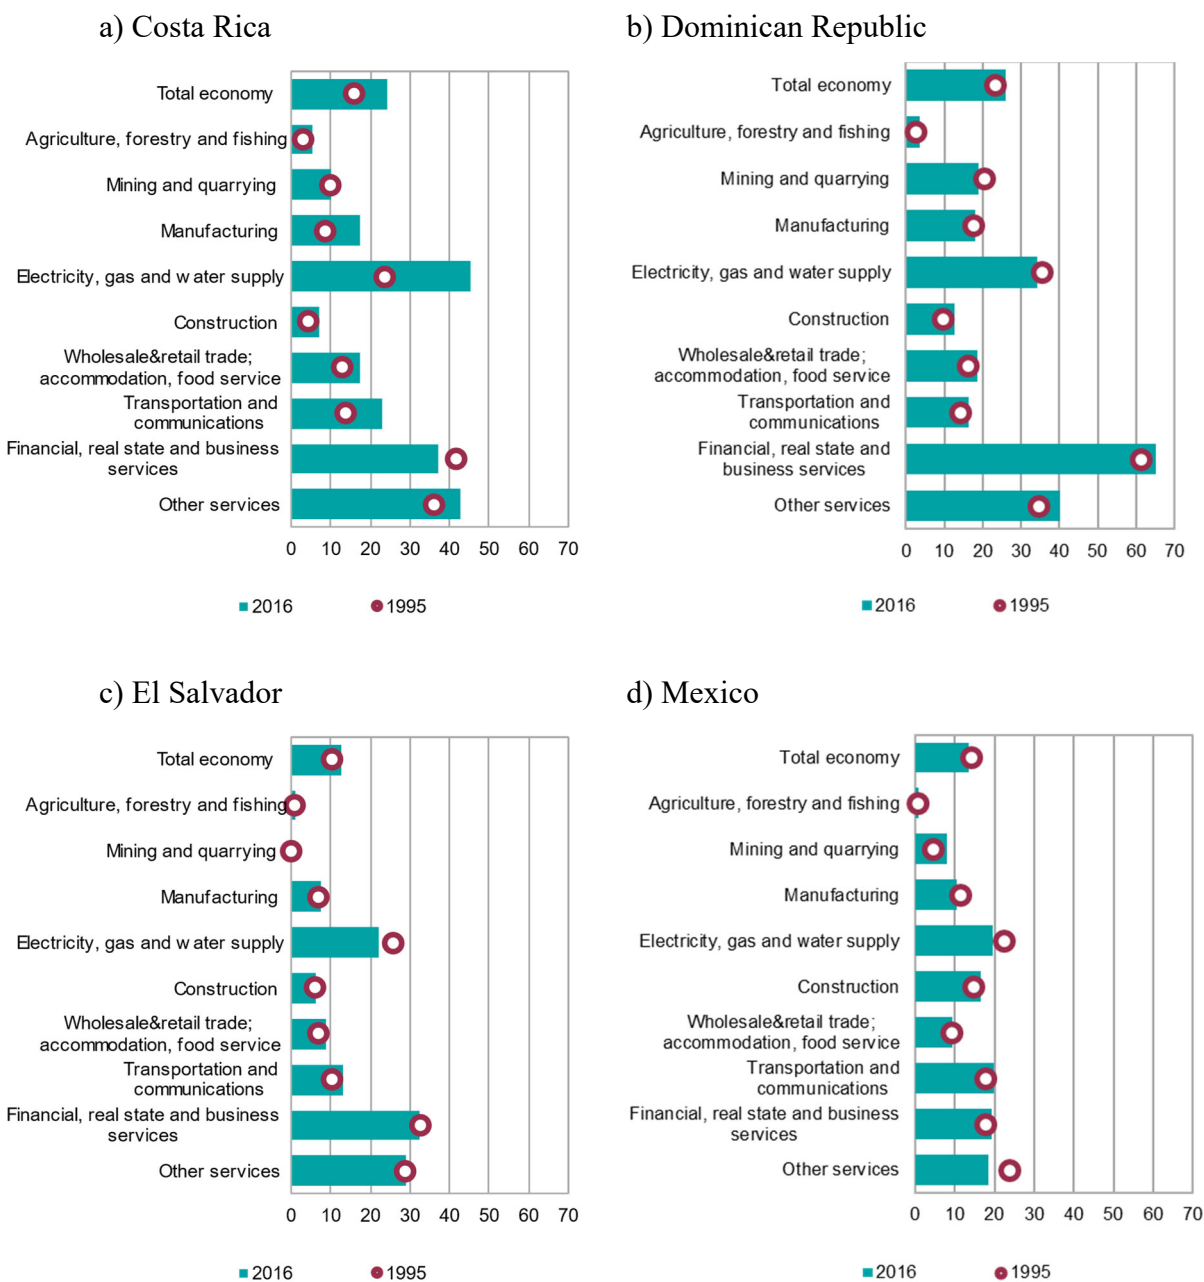 a) Costa Rica
Total economy
Agriculture, forestry and fishing
Mining and quarrying
Manufacturing
Electricity, gas and water supply
Construction
Wholesale&retail trade;
accommodation, food service
Transportation and
communications
Financial, real state and business
services
Other services
0 10 20 30 40 50 60 70
2016 1995
b) Dominican Republic
Total economy
Agriculture, forestry and fishing
Mining and quarrying
Manufacturing
Electricity, gas and water supply
Construction
Wholesale&retail trade;
accommodation, food service
Transportation and
communications
Financial, real state and
business services
Other services
0 10 20 30 40 50 60 70
2016 1995
c) El Salvador
Total economy
Agriculture, forestry and fishing
Mining and quarrying
Manufacturing
Electricity, gas and water supply
Construction
Wholesale&retail trade;
accommodation, food service
Transportation and
communications
Financial, real state and business
services
Other services
0 10 20 30 40 50 60 70
2016 1995
d) Mexico
Total economy
Agriculture, forestry and fishing
Mining and quarrying
Manufacturing
Electricity, gas and water supply
Construction
Wholesale&retail trade;
accommodation, food service
Transportation and
communications
Financial, real state and business
services
Other services
0 10 20 30 40 50 60 70
2016 1995